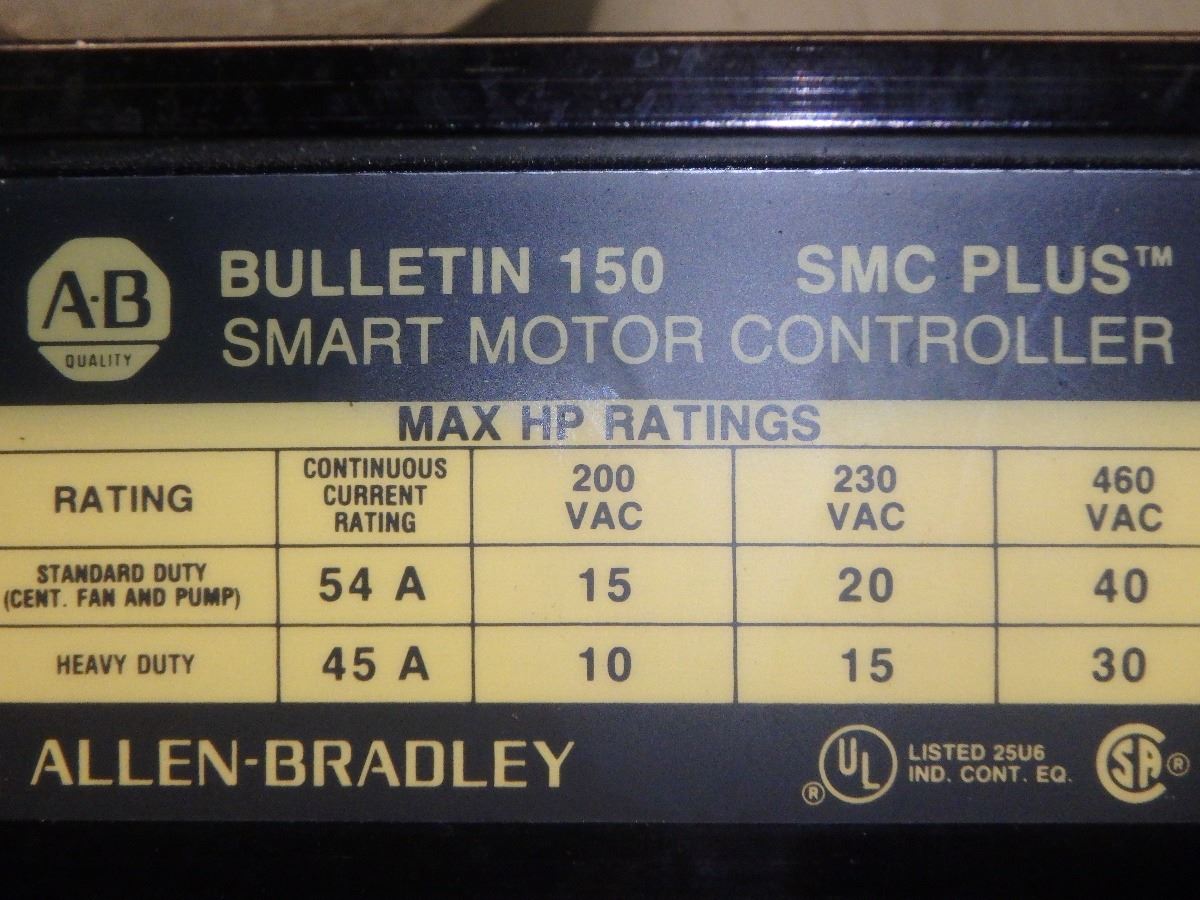 A-B
QUALITY
BULLETIN 150 SMC PLUS™
SMART MOTOR CONTROLLER
MAX HP RATINGS
RATING CONTINUOUS CURRENT RATING 200 VAC 230 VAC 460 VAC
STANDARD DUTY (CENT. FAN AND PUMP) 54 A 15 20 40
HEAVY DUTY 45 A 10 15 30
ALLEN-BRADLEY
UL ®
LISTED 25U6
IND. CONT. EQ.
SA ®